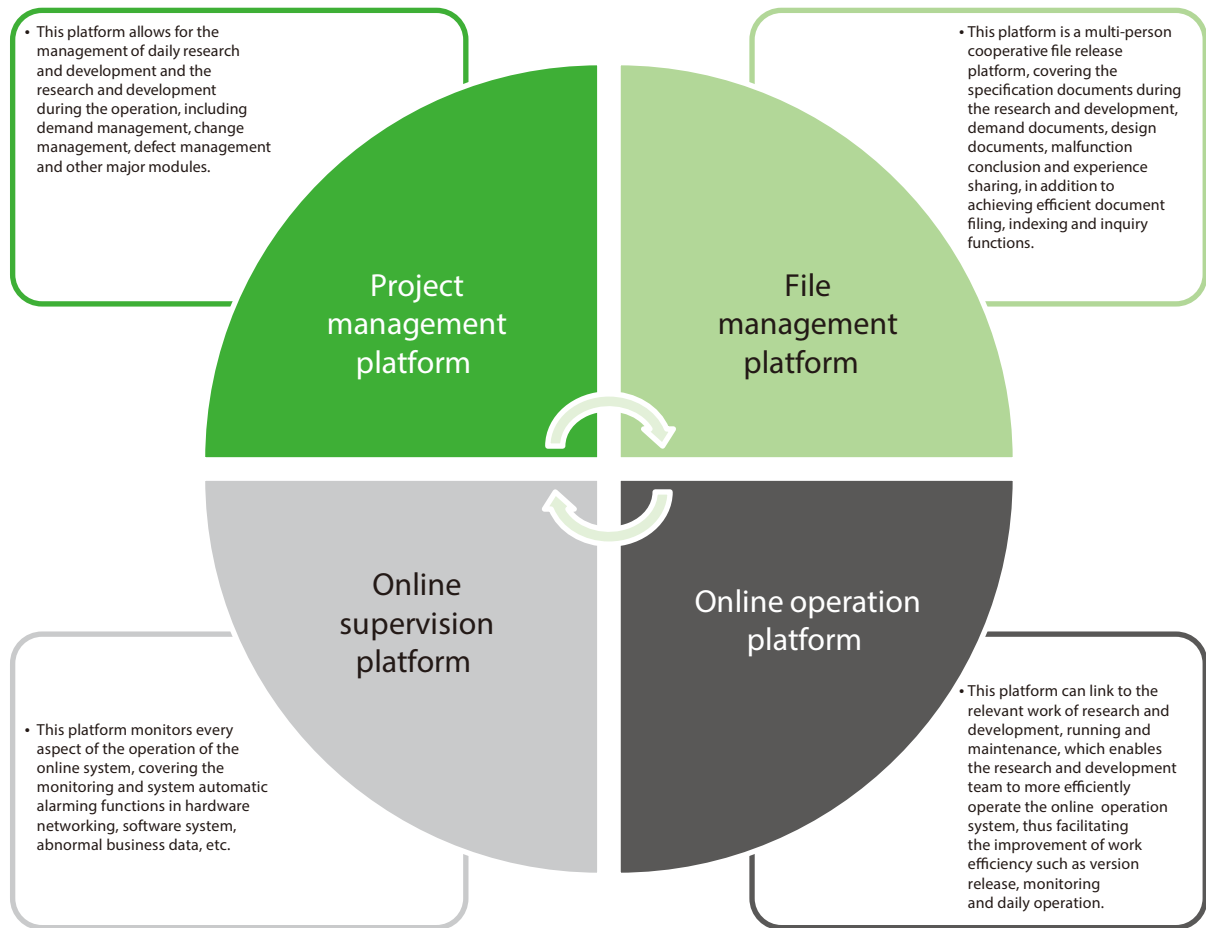 • This platform allows for the
management of daily research
and development and the
research and development
during the operation, including
demand management, change
management, defect management
and other major modules.
• This platform is a multi-person
cooperative file release
platform, covering the
specification documents during
the research and development,
demand documents, design
documents, malfunction
conclusion and experience
sharing, in addition to
achieving efficient document
filing, indexing and inquiry
functions.
Project
management
platform
File
management
platform
Online
supervision
platform
Online operation
platform
• This platform monitors every
aspect of the operation of the
online system, covering the
monitoring and system automatic
alarming functions in hardware
networking, software system,
abnormal business data, etc.
• This platform can link to the
relevant work of research and
development, running and
maintenance, which enables
the research and development
team to more efficiently
operate the online operation
system, thus facilitating
the improvement of work
efficiency such as version
release, monitoring
and daily operation.